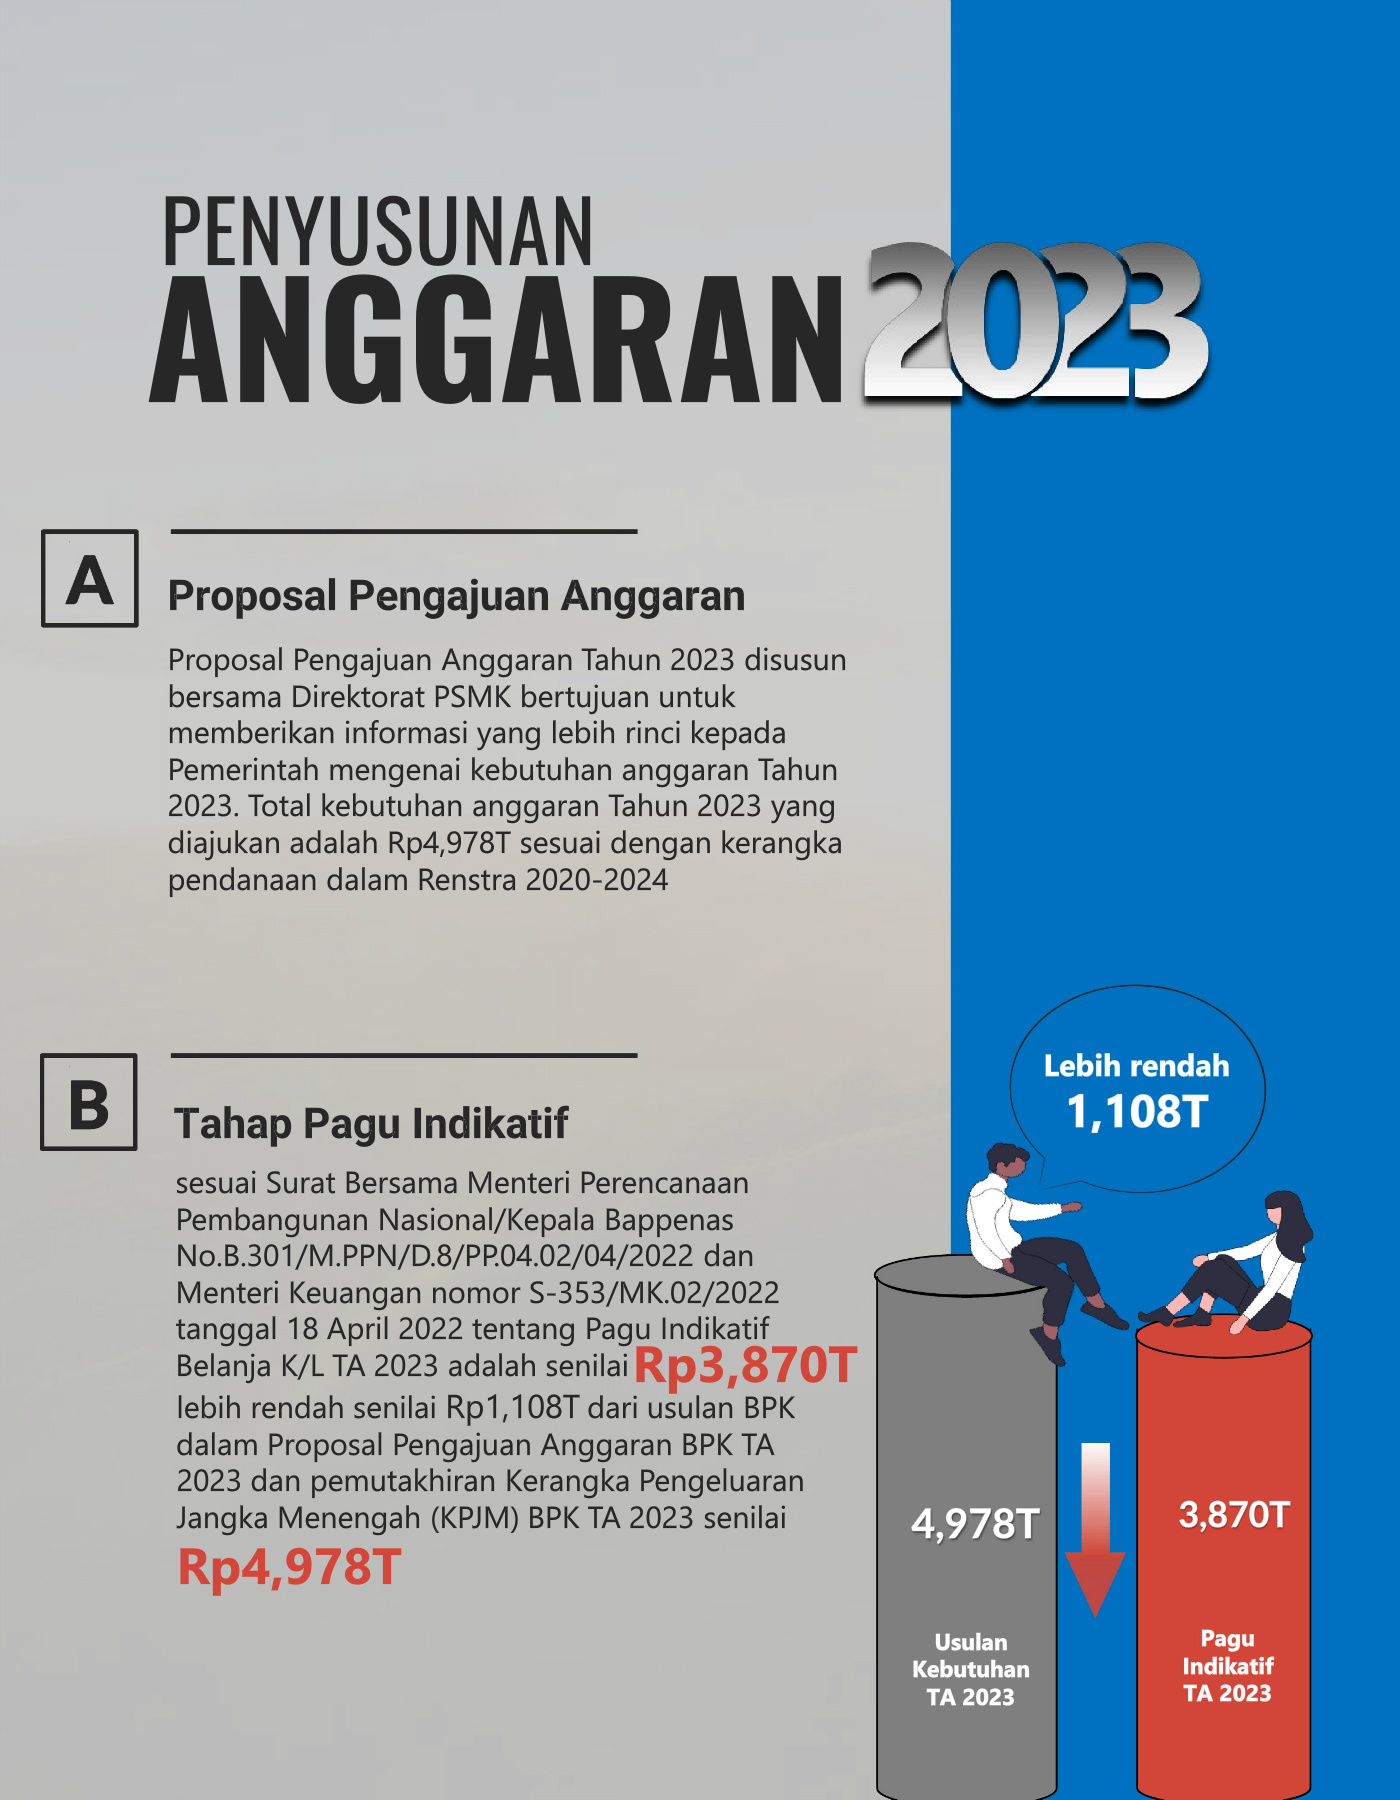 PENYUSUNAN
ANGGARAN 2023
A
Proposal Pengajuan Anggaran
Proposal Pengajuan Anggaran Tahun 2023 disusun
bersama Direktorat PSMK bertujuan untuk
memberikan informasi yang lebih rinci kepada
Pemerintah mengenai kebutuhan anggaran Tahun
2023. Total kebutuhan anggaran Tahun 2023 yang
diajukan adalah Rp4,978T sesuai dengan kerangka
pendanaan dalam Renstra 2020-2024
B
Tahap Pagu Indikatif
sesuai Surat Bersama Menteri Perencanaan
Pembangunan Nasional/Kepala Bappenas
No.B.301/M.PPN/D.8/PP.04.02/04/2022 dan
Menteri Keuangan nomor S-353/MK.02/2022
tanggal 18 April 2022 tentang Pagu Indikatif
Belanja K/L TA 2023 adalah senilai Rp3,870T
lebih rendah senilai Rp1,108T dari usulan BPK
dalam Proposal Pengajuan Anggaran BPK TA
2023 dan pemutakhiran Kerangka Pengeluaran
Jangka Menengah (KPJM) BPK TA 2023 senilai
Rp4,978T
Lebih rendah
1,108T
4,978T
Usulan
Kebutuhan
TA 2023
3,870T
Pagu
Indikatif
TA 2023